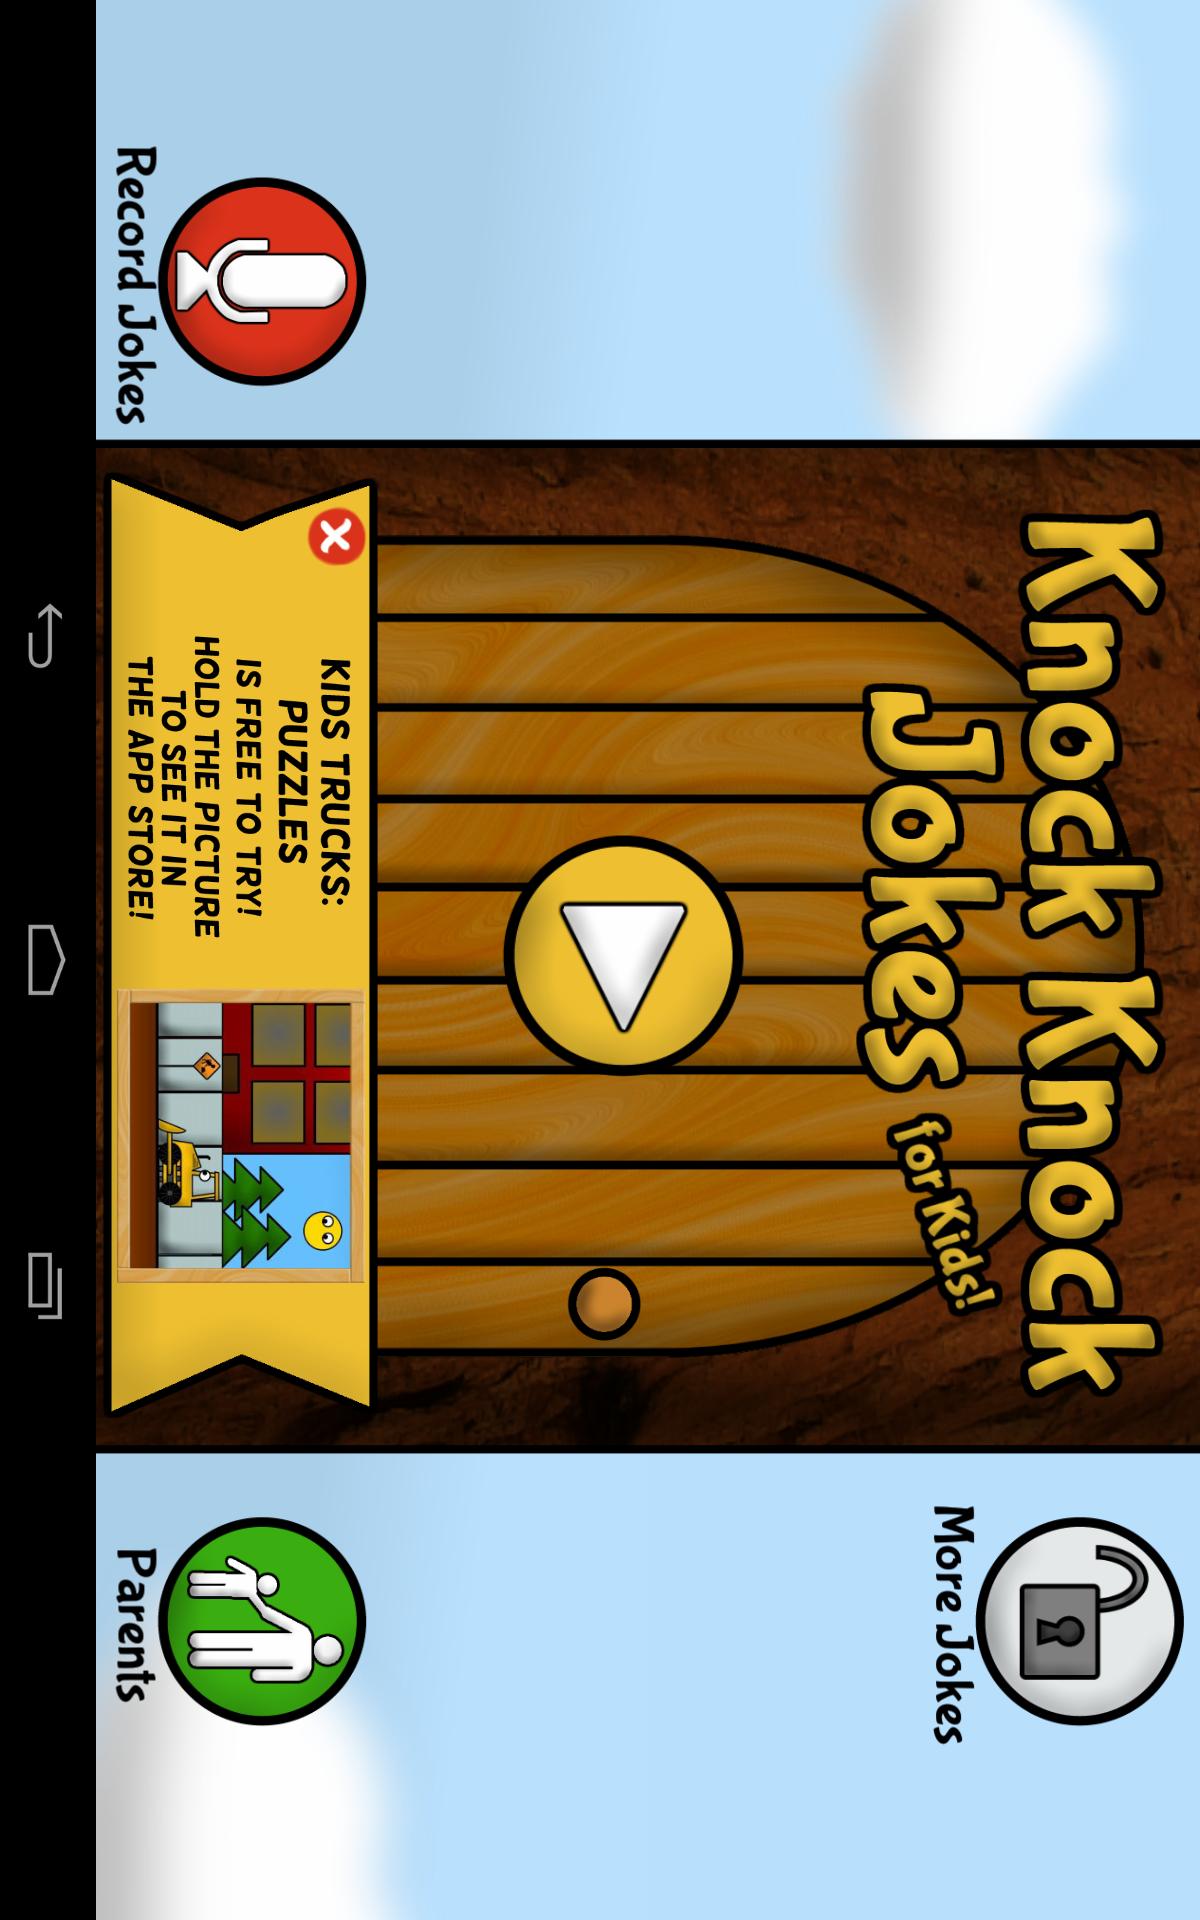 Knock Knock
Jokes
for Kids!
More Jokes
KIDS TRUCKS:
PUZZLES
IS FREE TO TRY!
HOLD THE PICTURE
TO SEE IT IN
THE APP STORE!
Record Jokes
Parents